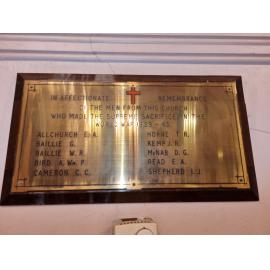 IN AFFECTIONATE REMEMBRANCE
OF THE MEN FROM THIS CHURCH
WHO MADE THE SUPREME SACRIFICE IN THE
WORLD WAR 1939-45.
ALLCHURCH E.A.
BAILLIE G.
BAILLIE W.R.
BIRD A. Wm. P.
CAMERON C.C.
HORNE T.R.
KEMP J.R.
McNAB D.G.
READ E.A.
SHEPHERD I.J.